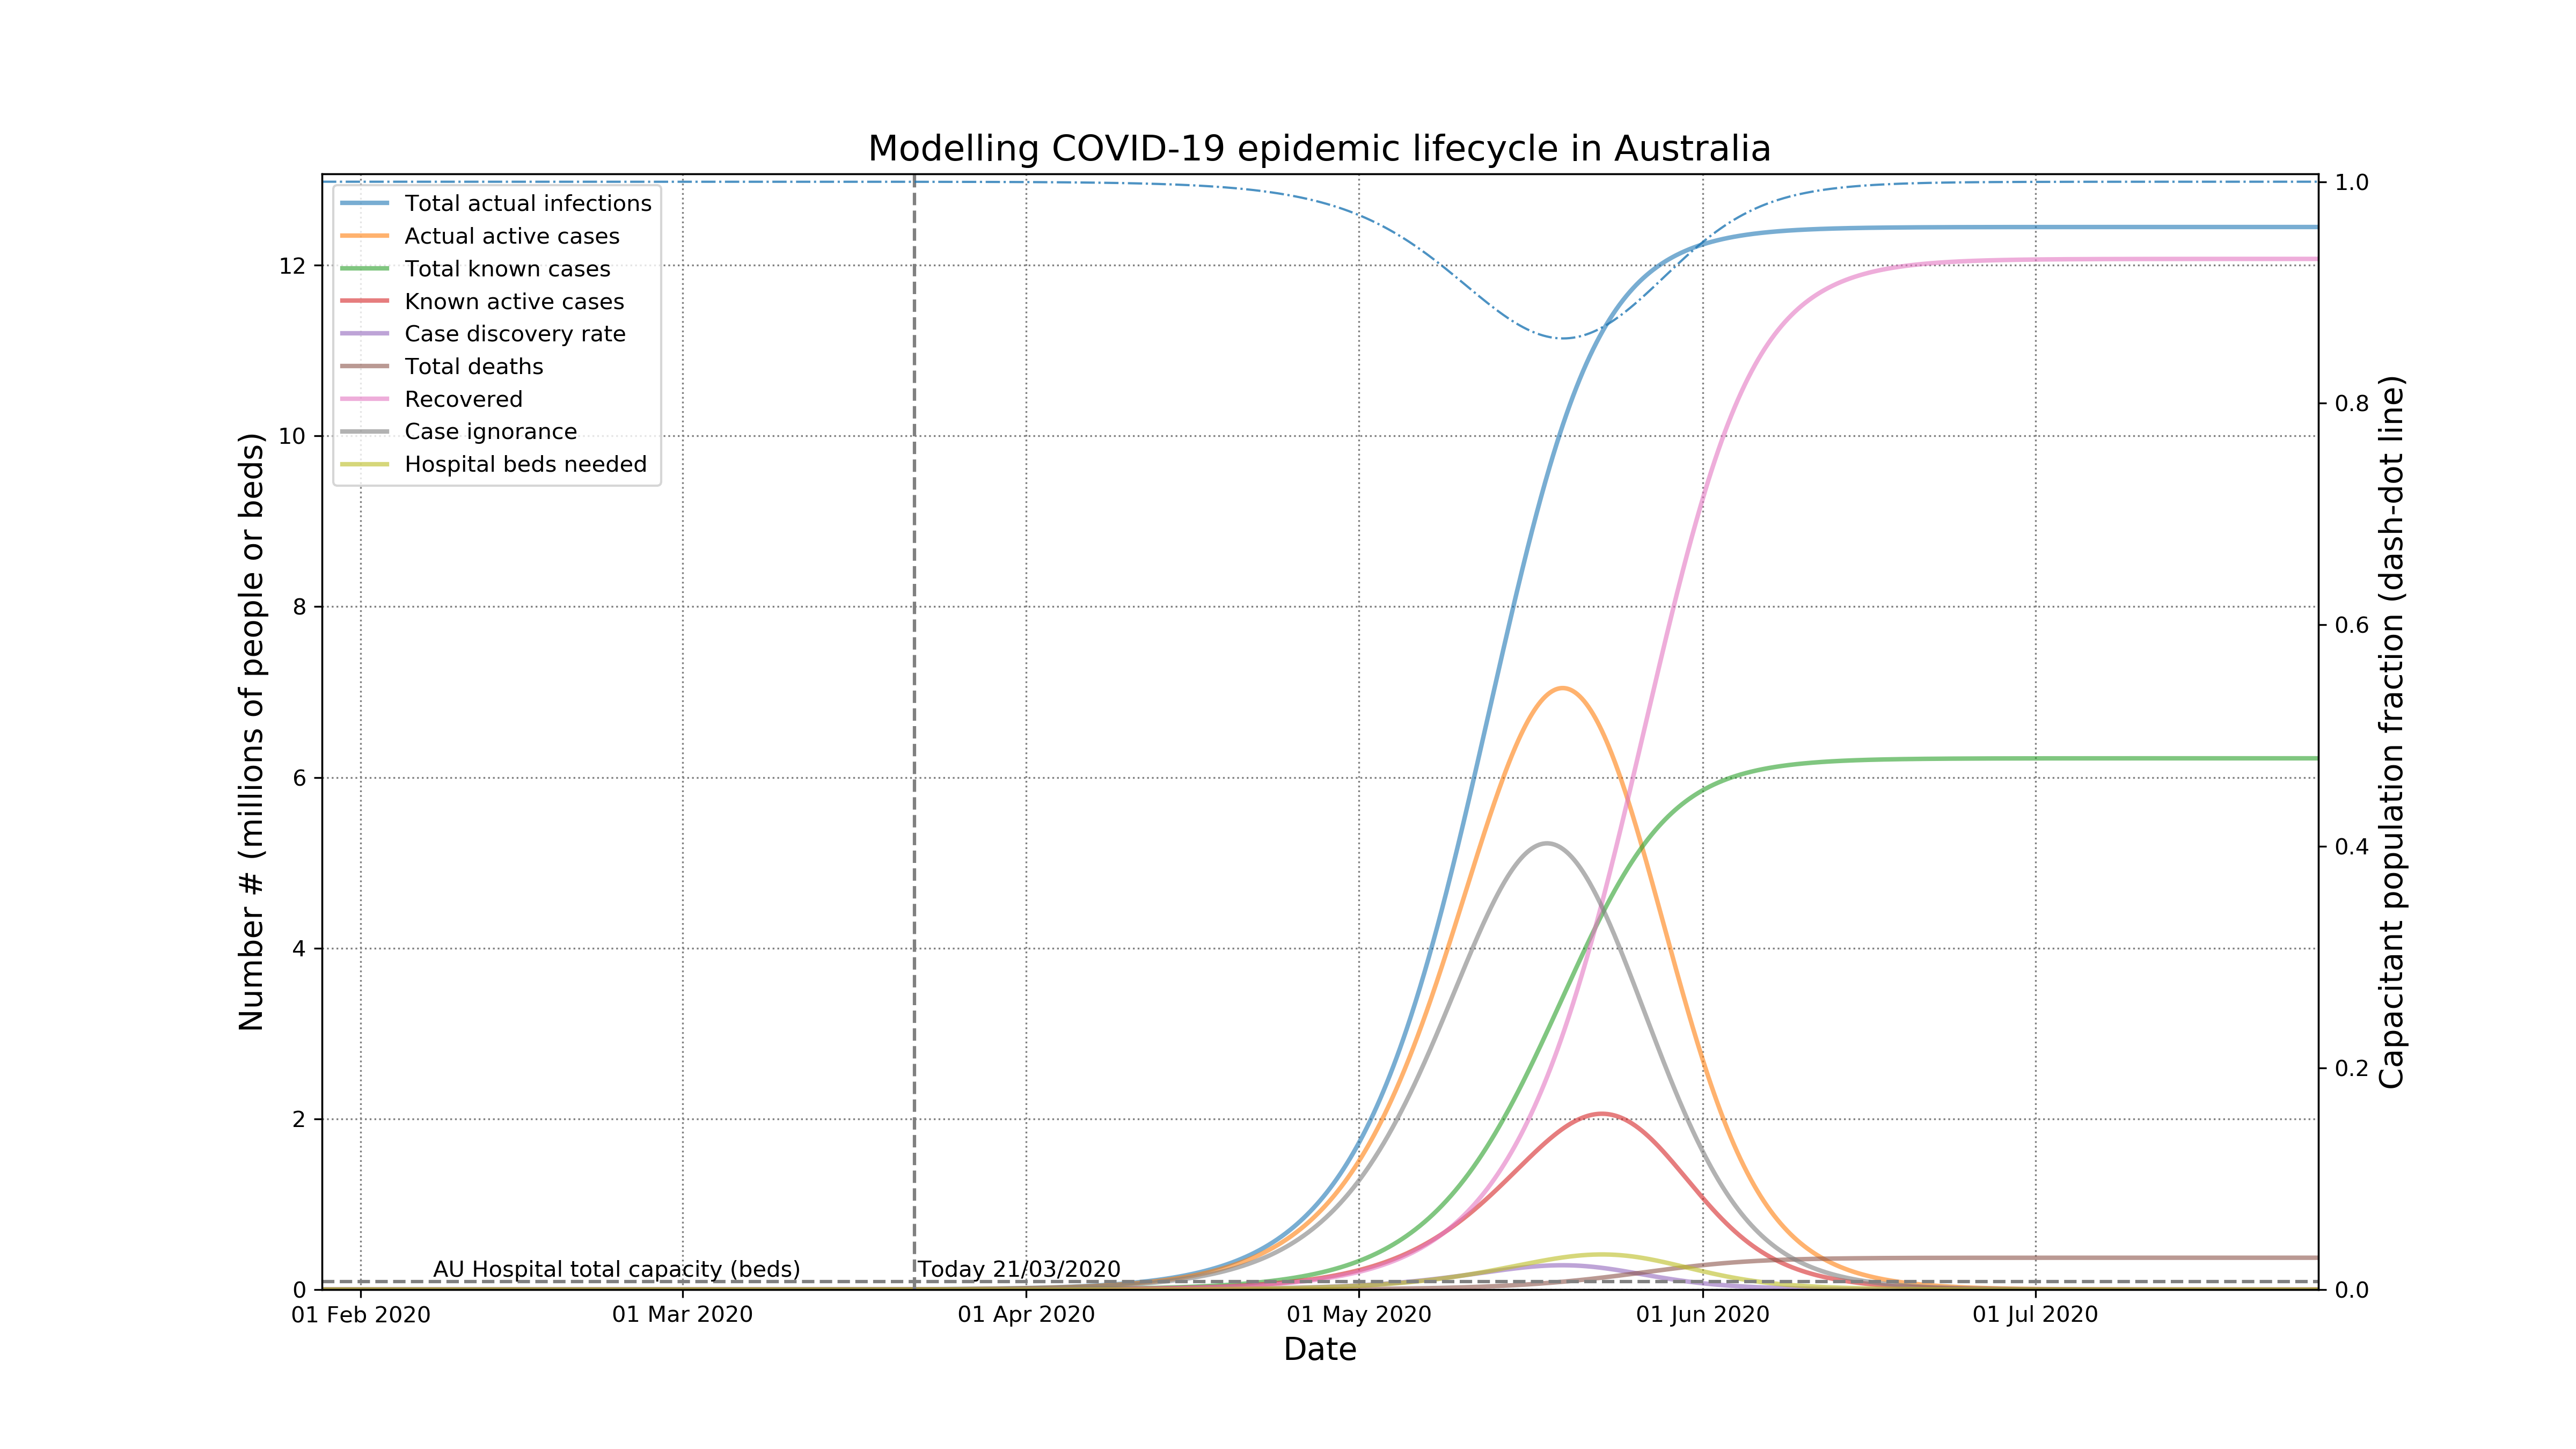 Modelling COVID-19 epidemic lifecycle in Australia
Total actual infections
Actual active cases
Total known cases
Known active cases
Case discovery rate
Total deaths
Recovered
Case ignorance
Hospital beds needed
Number # (millions of people or beds)
12
10
8
6
4
2
0
Capacitant population fraction (dash-dot line)
1.0
0.8
0.6
0.4
0.2
0.0
AU Hospital total capacity (beds)
Today 21/03/2020
01 Feb 2020
01 Mar 2020
01 Apr 2020
01 May 2020
01 Jun 2020
01 Jul 2020
Date